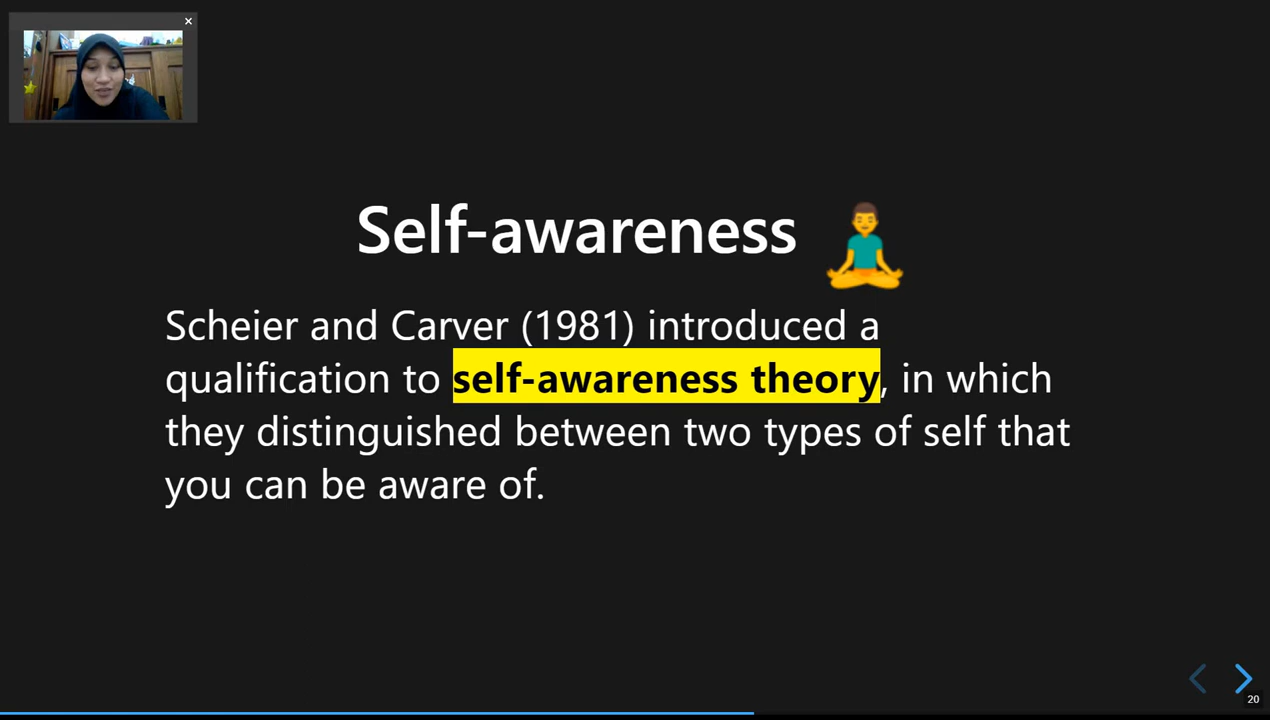 Self-awareness
Scheier and Carver (1981) introduced a
qualification to self-awareness theory, in which
they distinguished between two types of self that
you can be aware of.
20